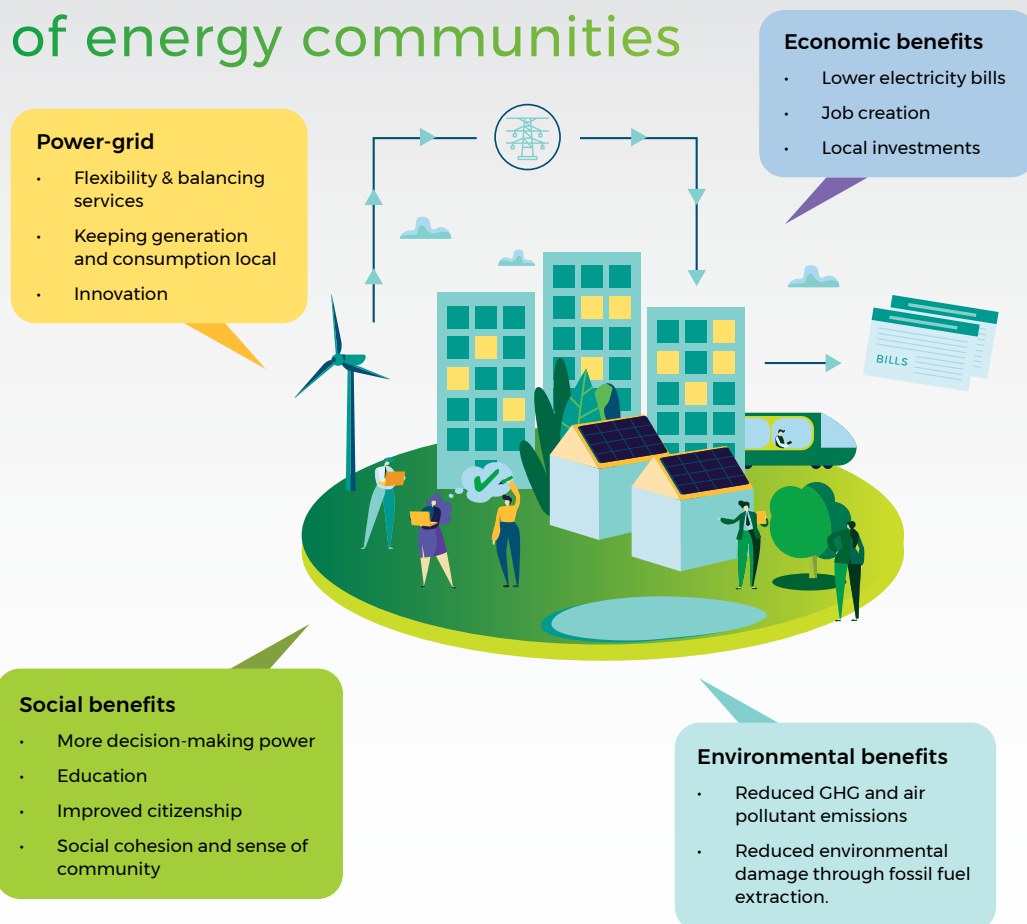 of energy communities
Economic benefits
• Lower electricity bills
• Job creation
• Local investments
Power-grid
• Flexibility & balancing
services
• Keeping generation
and consumption local
• Innovation
BILLS
Social benefits
• More decision-making power
• Education
• Improved citizenship
• Social cohesion and sense of
community
Environmental benefits
• Reduced GHG and air
pollutant emissions
• Reduced environmental
damage through fossil fuel
extraction.